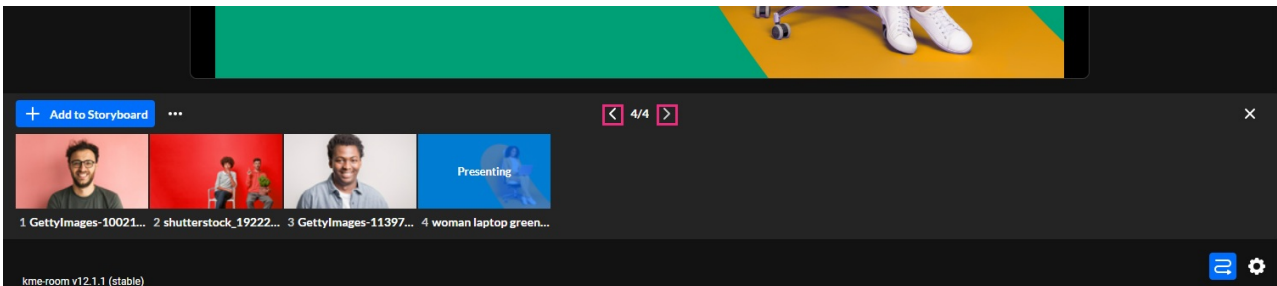 Add to Storyboard
4/4
Presenting
1 GettyImages-10021...
2 shutterstock_19222...
3 GettyImages-11397...
4 woman laptop green...
kme-room v12.1.1 (stable)